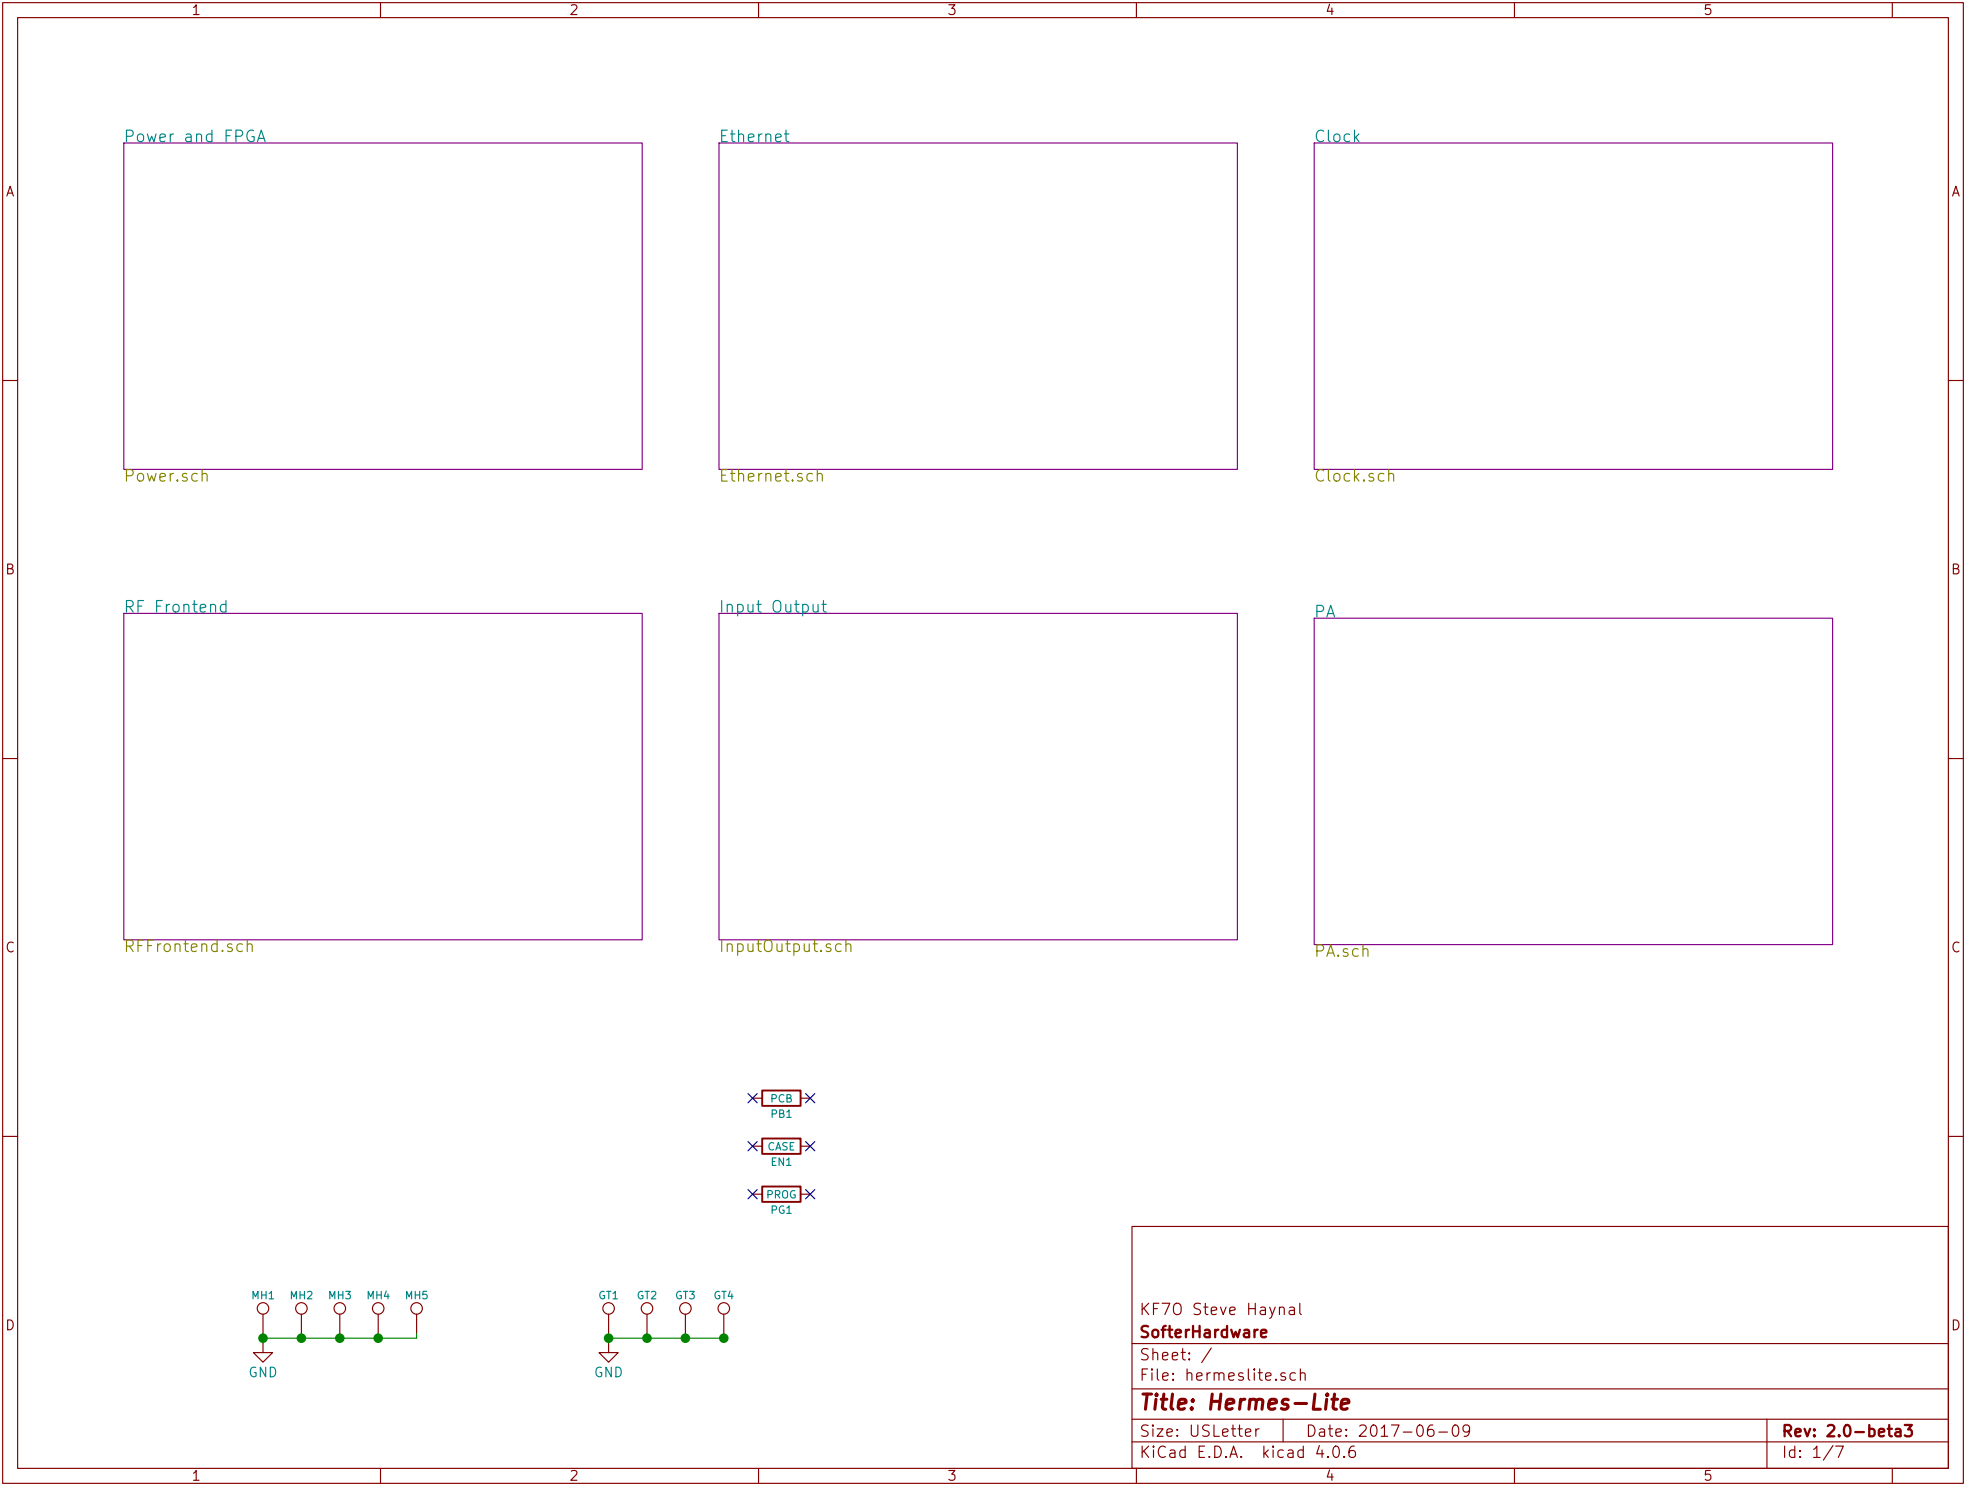 1 2 3 4 5
Power and FPGA Ethernet Clock
A A
Power.sch Ethernet.sch Clock.sch
B B
RF Frontend Input Output PA
C C
RFFrontend.sch InputOutput.sch PA.sch
PCB
PB1
CASE
EN1
PROG
PG1
MH1 MH2 MH3 MH4 MH5 GT1 GT2 GT3 GT4
D D
GND GND
KF7O Steve Haynal
SofterHardware
Sheet: /
File: hermeslite.sch
Title: Hermes-Lite
Size: USLetter Date: 2017-06-09 Rev: 2.0-beta3
KiCad E.D.A. kicad 4.0.6 Id: 1/7
1 2 3 4 5